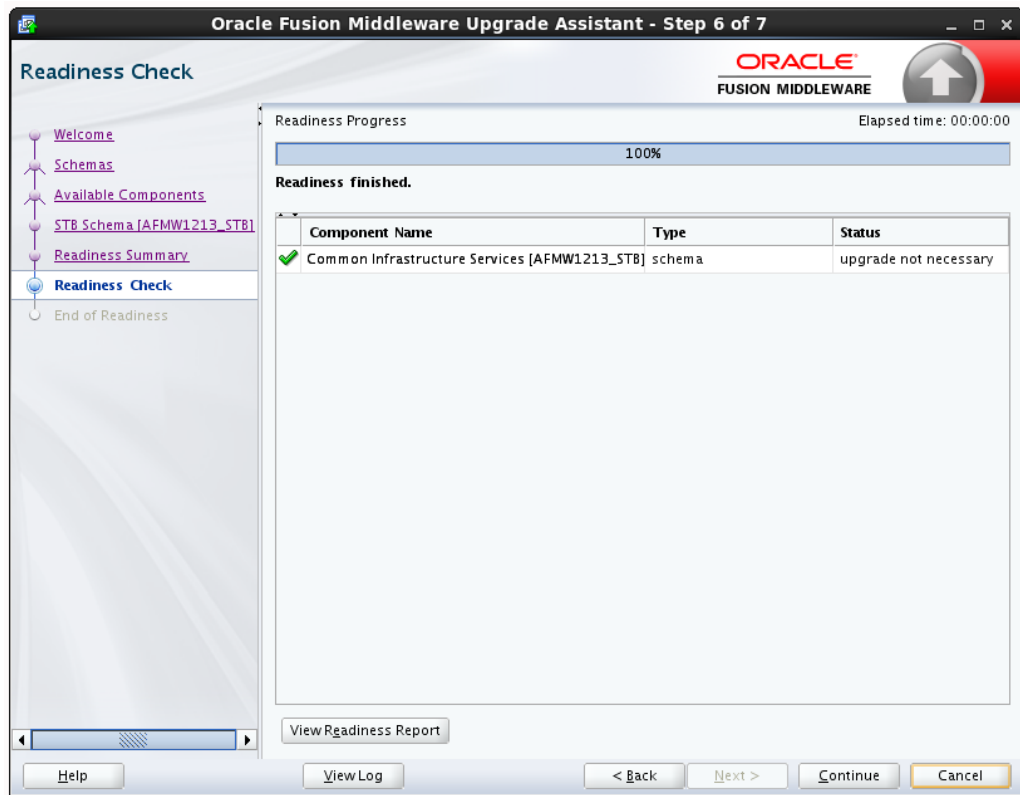 Oracle Fusion Middleware Upgrade Assistant - Step 6 of 7
Readiness Check
ORACLE
FUSION MIDDLEWARE
Welcome
Schemas
Available Components
STB Schema [AFMW1213_STB]
Readiness Summary
Readiness Check
End of Readiness
Readiness Progress Elapsed time: 00:00:00
100%
Readiness finished.
Component Name Type Status
Common Infrastructure Services [AFMW1213_STB] schema upgrade not necessary
View Readiness Report
Help View Log < Back Next > Continue Cancel